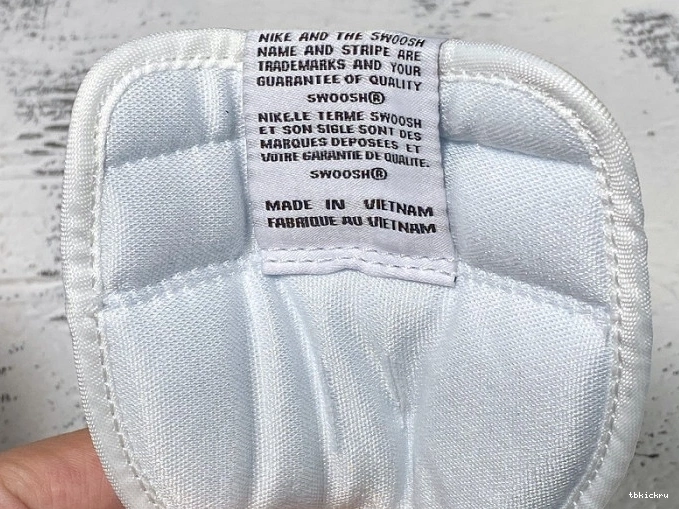 NIKE AND THE SWOOSH
NAME AND STRIPE ARE
TRADEMARKS AND YOUR
GUARANTEE OF QUALITY
SWOOSH®
NIKE.LE TERME SWOOSH
ET SON SIGLE SONT DES
MARQUES DEPOSEES ET
VOTRE GARANTIE DE QUALITE.
SWOOSH®
MADE IN VIETNAM
FABRIQUE AU VIETNAM
tbkickru